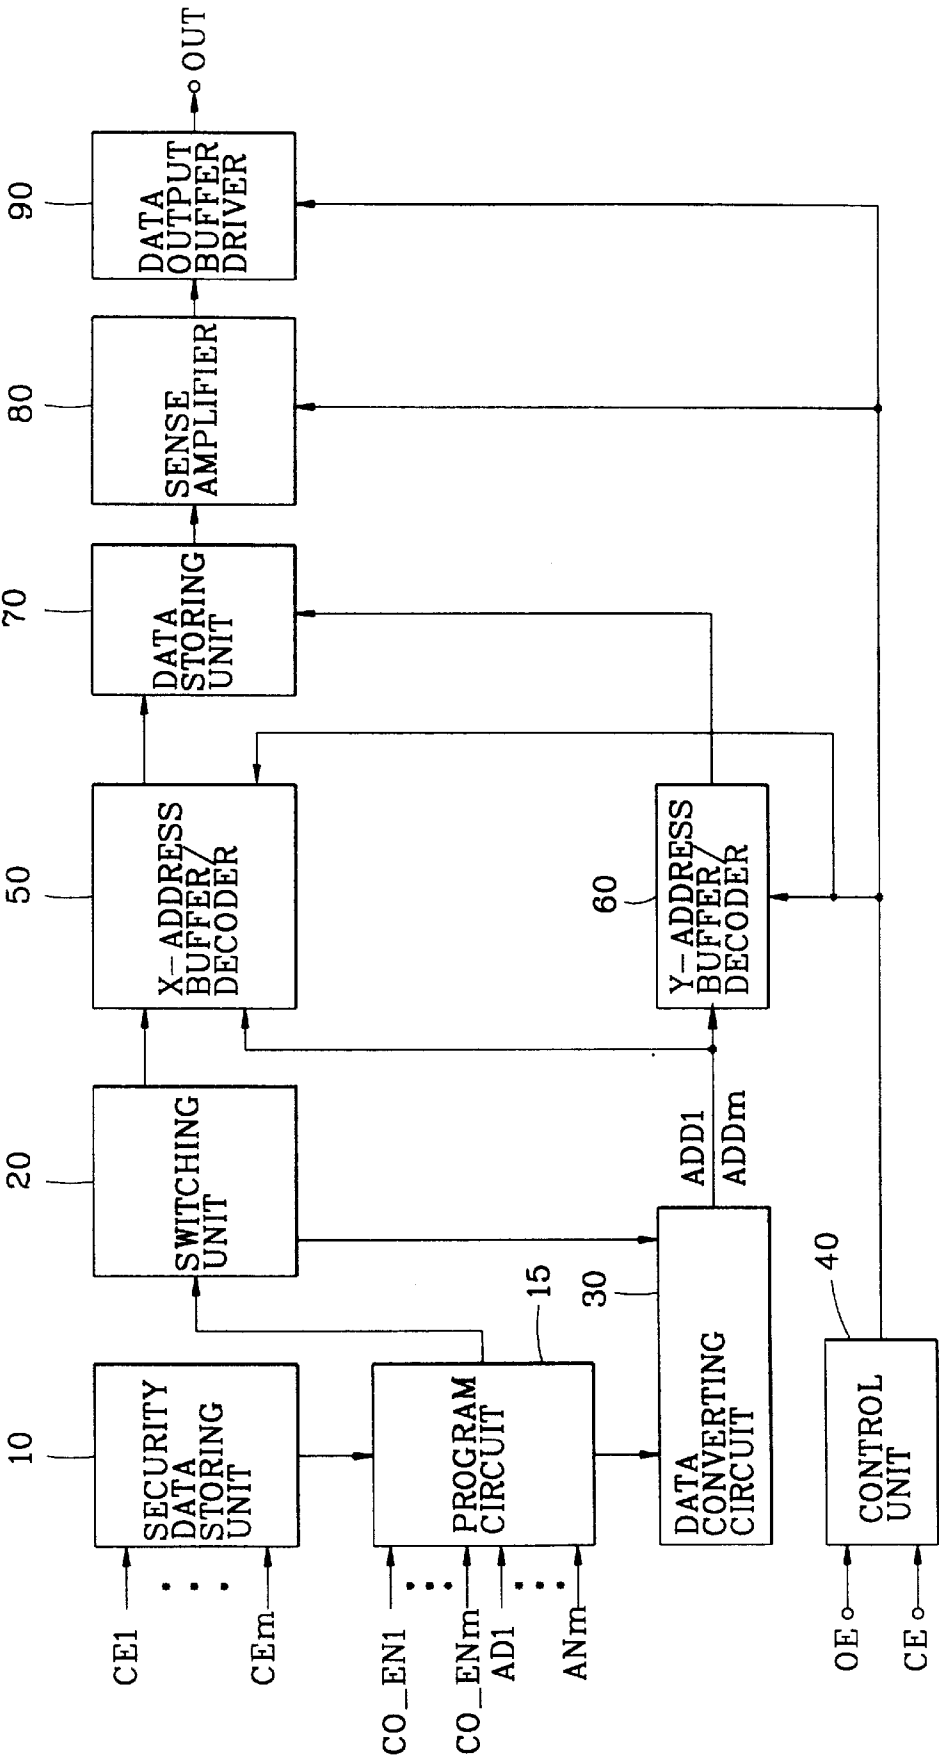 10
SECURITY
DATA
STORING
UNIT
CE1
CEm
20
SWITCHING
UNIT
50
X-ADDRESS
BUFFER/
DECODER
70
DATA
STORING
UNIT
80
SENSE
AMPLIFIER
90
DATA
OUTPUT
BUFFER
DRIVER
OUT
CO_EN1
CO_ENm
AD1
ANm
15
PROGRAM
CIRCUIT
30
DATA
CONVERTING
CIRCUIT
ADD1
ADDm
60
Y-ADDRESS
BUFFER/
DECODER
40
CONTROL
UNIT
OE
CE